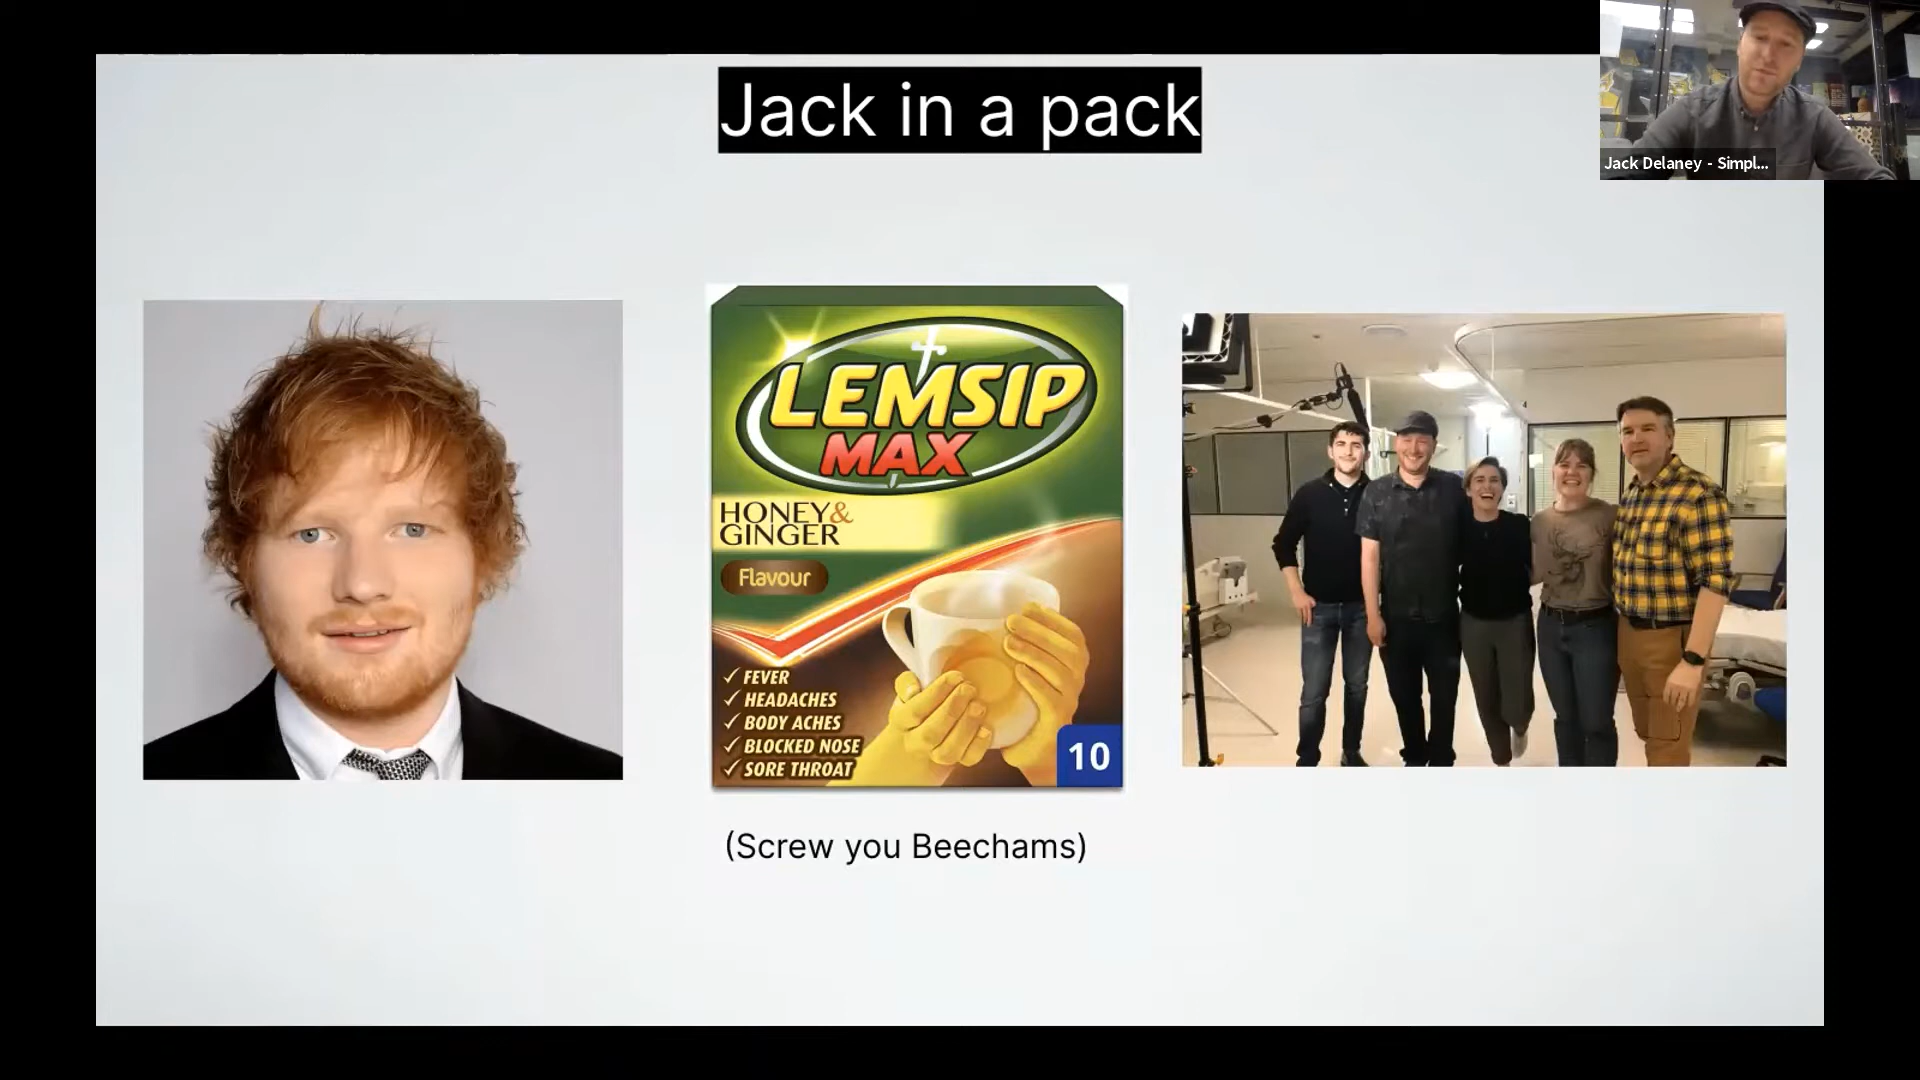 Jack in a pack
Jack Delaney - Simpl...
LEMSIP
MAX
HONEY&
GINGER
Flavour
✓ FEVER
✓ HEADACHES
✓ BODY ACHES
✓ BLOCKED NOSE
✓ SORE THROAT
10
(Screw you Beechams)